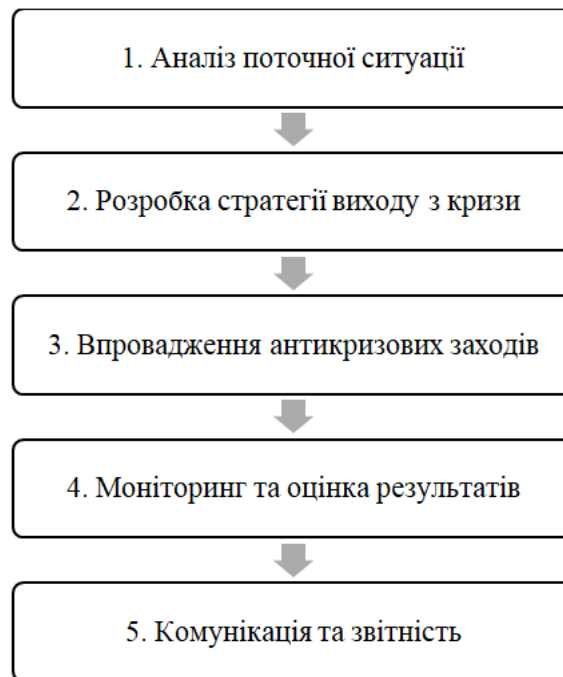 1. Аналіз поточної ситуації
2. Розробка стратегії виходу з кризи
3. Впровадження антикризових заходів
4. Моніторинг та оцінка результатів
5. Комунікація та звітність